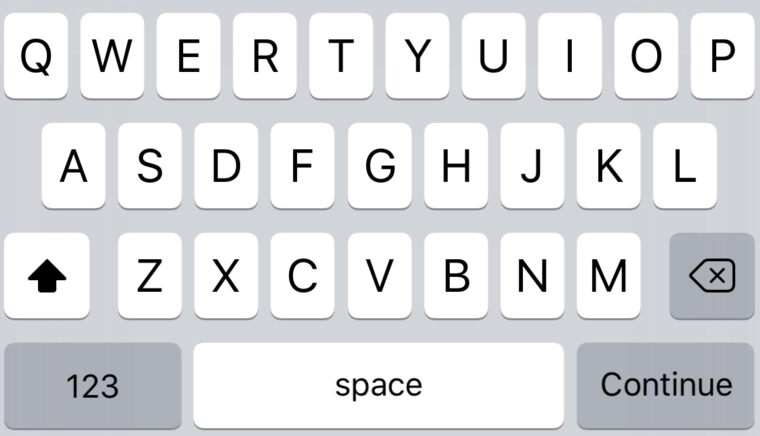 Q W E R T Y U I O P
A S D F G H J K L
Z X C V B N M
123 space Continue